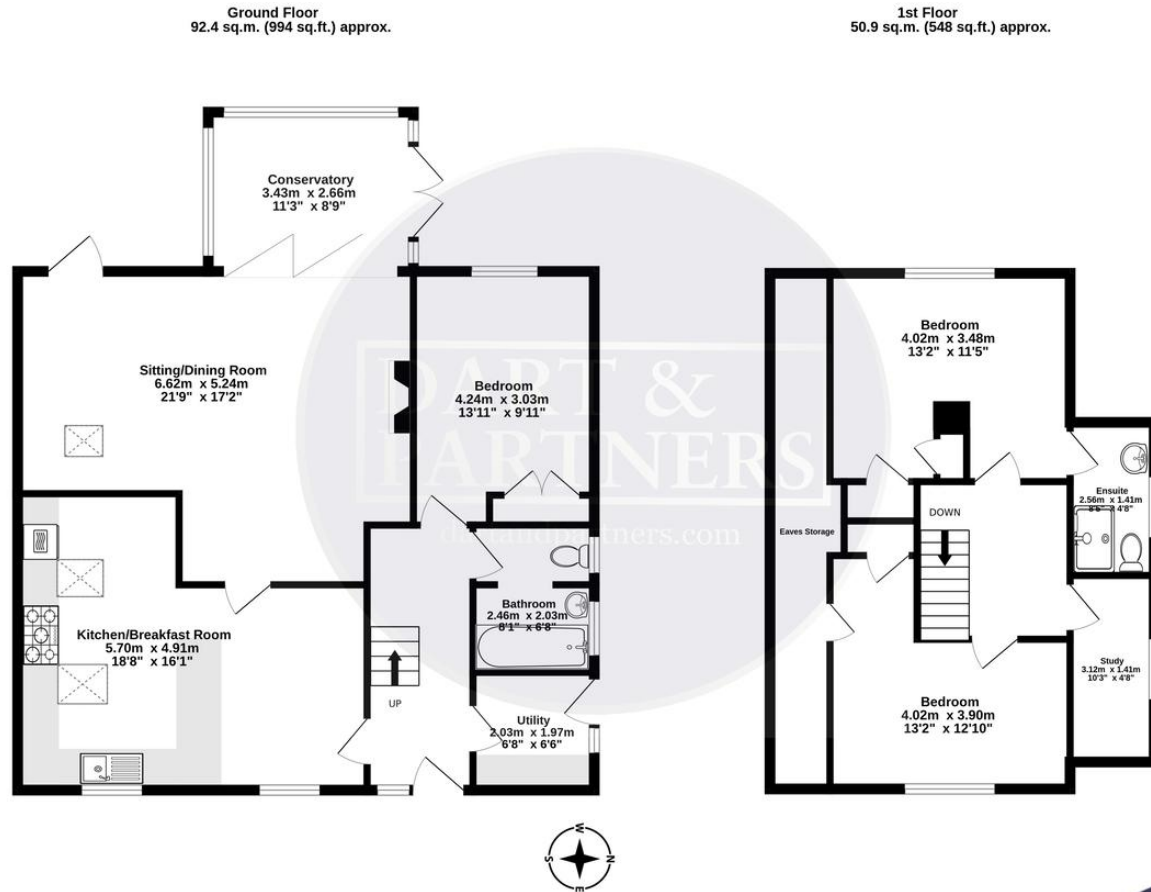 Ground Floor
92.4 sq.m. (994 sq.ft.) approx.
1st Floor
50.9 sq.m. (548 sq.ft.) approx.
Conservatory
3.43m x 2.66m
11'3" x 8'9"
Sitting/Dining Room
6.62m x 5.24m
21'9" x 17'2"
Bedroom
4.24m x 3.03m
13'11" x 9'11"
DART &
PARTNERS
dartandpartners.com
Bathroom
2.46m x 2.03m
8'1" x 6'8"
Kitchen/Breakfast Room
5.70m x 4.91m
18'8" x 16'1"
UP
Utility
2.03m x 1.97m
6'8" x 6'6"
Bedroom
4.02m x 3.48m
13'2" x 11'5"
Ensuite
2.56m x 1.41m
8'5" x 4'8"
DOWN
Eaves Storage
Study
3.12m x 1.41m
10'3" x 4'8"
Bedroom
4.02m x 3.90m
13'2" x 12'10"
W
S
N
E